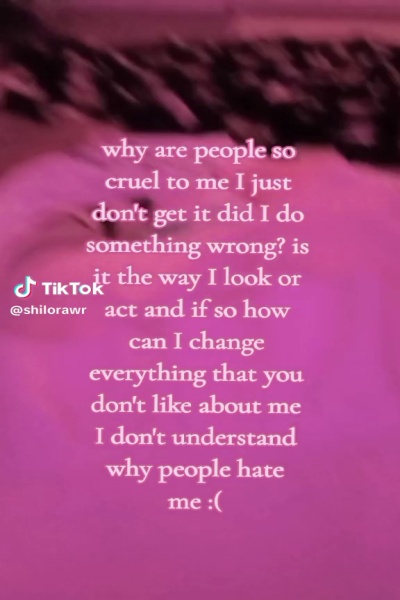 why are people so
cruel to me I just
don't get it did I do
something wrong? is
it the way I look or
act and if so how
can I change
everything that you
don't like about me
I don't understand
why people hate
me :(
TikTok
@shilorawr